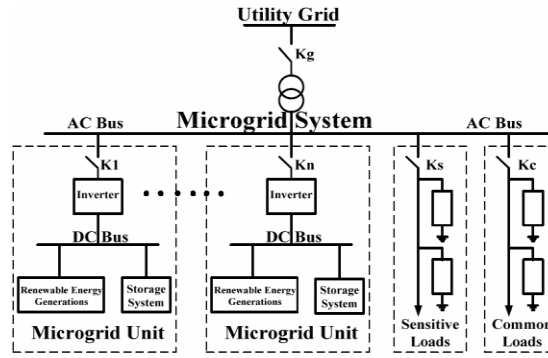 Utility Grid
Kg
Microgrid System
AC Bus
AC Bus
K1
Kn
Ks
Kc
Inverter
Inverter
DC Bus
DC Bus
Renewable Energy
Generations
Storage
System
Renewable Energy
Generations
Storage
System
Microgrid Unit
Microgrid Unit
Sensitive
Loads
Common
Loads